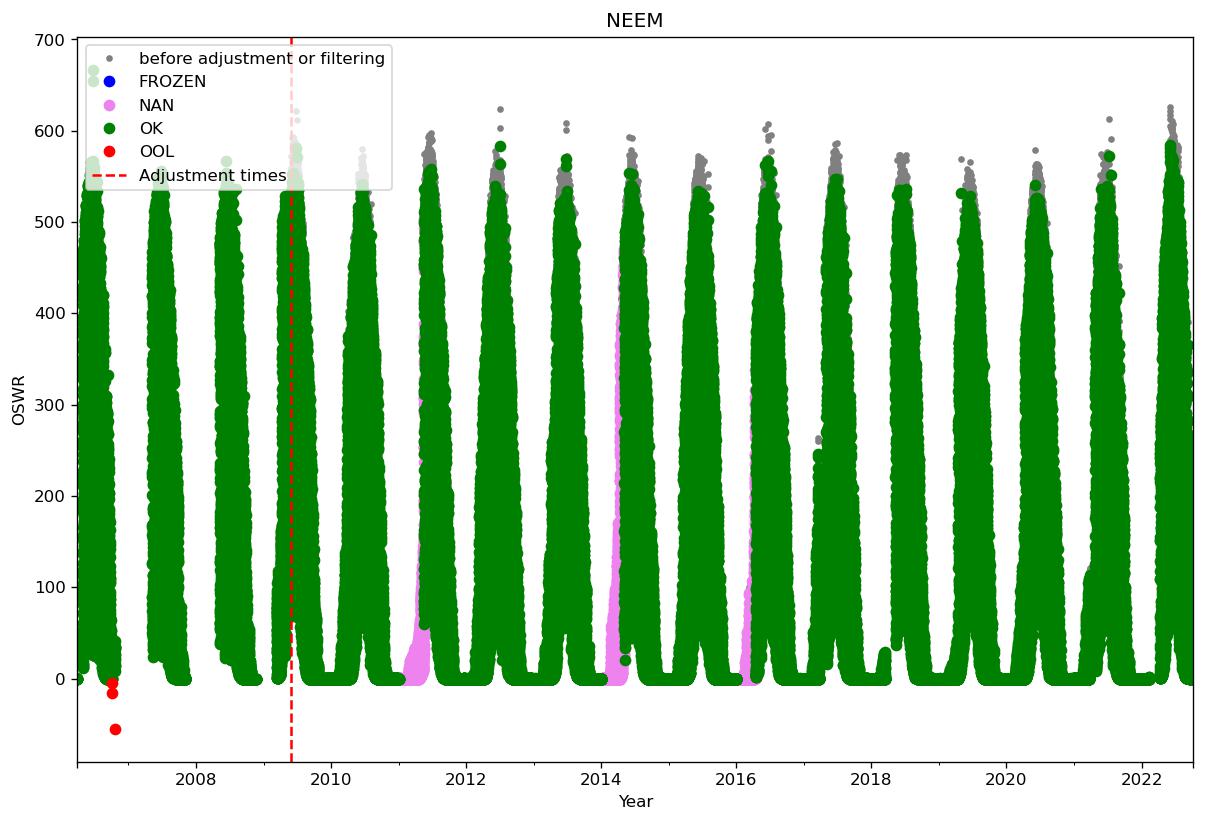 NEEM
before adjustment or filtering
FROZEN
NAN
OK
OOL
Adjustment times
700
600
500
400
300
200
100
0
OSWR
2008 2010 2012 2014 2016 2018 2020 2022
Year